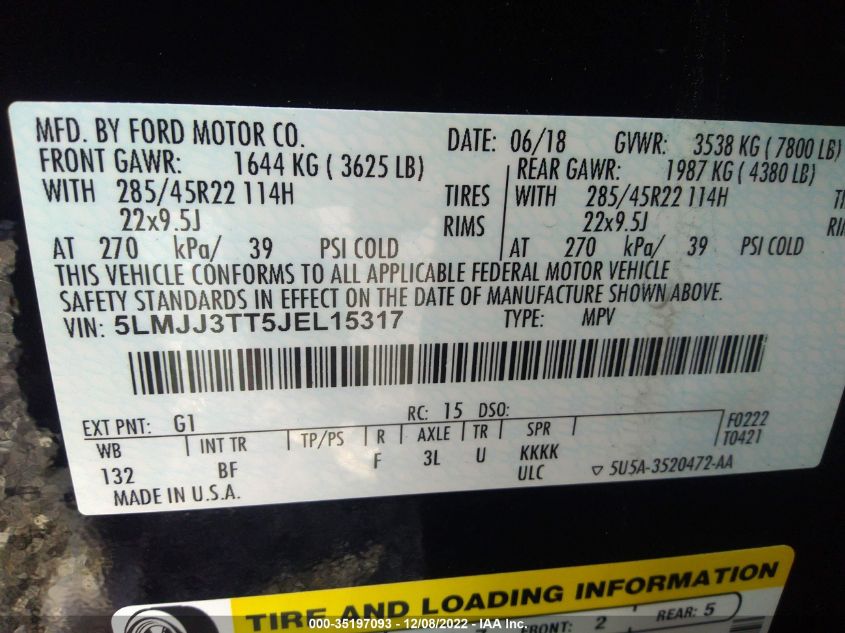 MFD. BY FORD MOTOR CO. DATE: 06/18 GVWR: 3538 KG ( 7800 LB)
FRONT GAWR: 1644 KG ( 3625 LB) REAR GAWR: 1987 KG ( 4380 LB)
WITH 285/45R22 114H TIRES WITH 285/45R22 114H
22x9.5J RIMS 22x9.5J
AT 270 kPa/ 39 PSI COLD AT 270 kPa/ 39 PSI COLD
THIS VEHICLE CONFORMS TO ALL APPLICABLE FEDERAL MOTOR VEHICLE
SAFETY STANDARDS IN EFFECT ON THE DATE OF MANUFACTURE SHOWN ABOVE.
VIN: 5LMJJ3TT5JEL15317 TYPE: MPV
EXT PNT: G1 RC: 15 DSO: F0222
WB INT TR TP/PS R AXLE TR SPR T0421
132 BF F 3L U KKKK
ULC 5U5A-3520472-AA
MADE IN U.S.A.
TIRE AND LOADING INFORMATION
FRONT: 2 REAR: 5
000-35197093 - 12/08/2022 - IAA Inc.